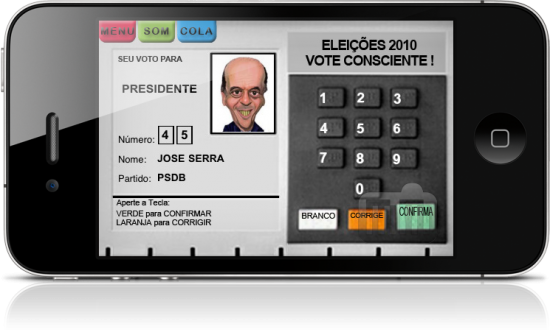 MENU SOM COLA
SEU VOTO PARA
PRESIDENTE
Número: 4 5
Nome: JOSE SERRA
Partido: PSDB
Aperte a Tecla:
VERDE para CONFIRMAR
LARANJA para CORRIGIR
ELEIÇÕES 2010
VOTE CONSCIENTE !
1 2 3
4 5 6
7 8 9
0
BRANCO CORRIGE CONFIRMA